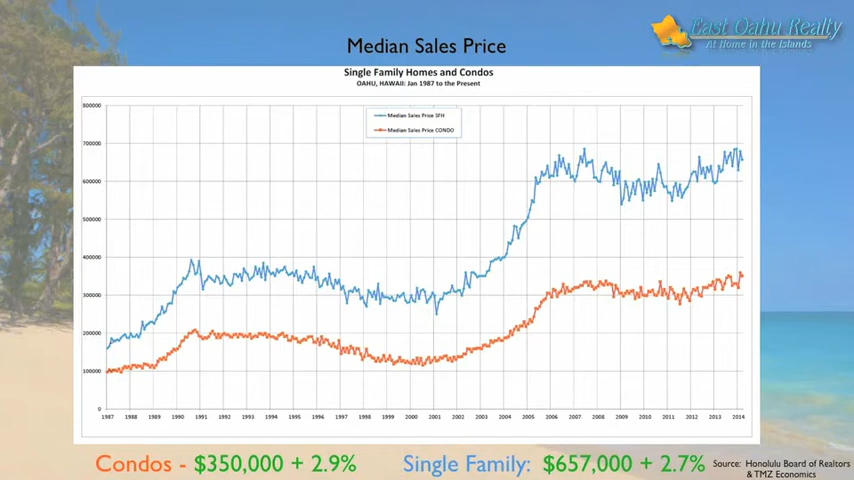 East Oahu Realty
At Home in the Islands
Median Sales Price
Single Family Homes and Condos
OAHU, HAWAII: Jan 1987 to the Present
Median Sales Price SFH
Median Sales Price CONDO
800000
700000
600000
500000
400000
300000
200000
100000
0
1987 1988 1989 1990 1991 1992 1993 1994 1995 1996 1997 1998 1999 2000 2001 2002 2003 2004 2005 2006 2007 2008 2009 2010 2011 2012 2013 2014
Condos - $350,000 + 2.9%
Single Family: $657,000 + 2.7%
Source: Honolulu Board of Realtors
& TMZ Economics